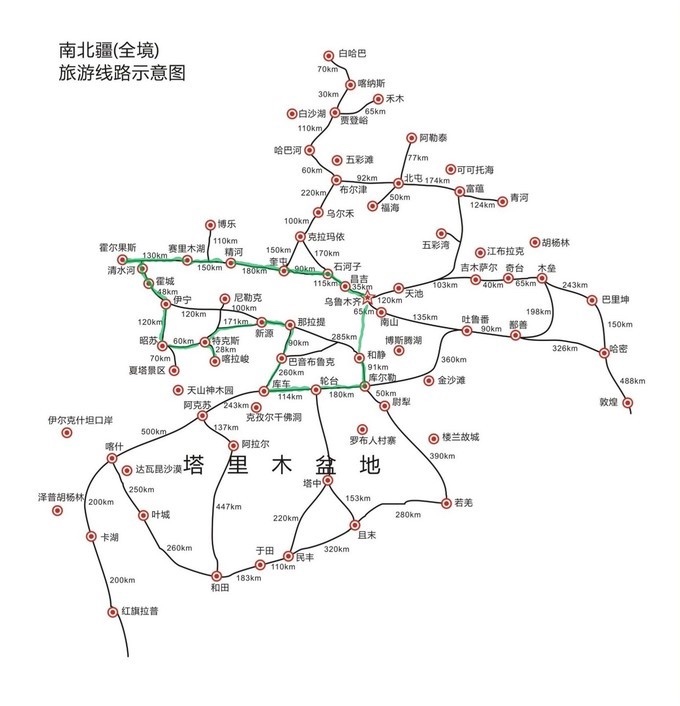 南北疆(全境)
旅游线路示意图
白哈巴
70km
喀纳斯
30km
禾木
65km
白沙湖
贾登峪
110km
阿勒泰
哈巴河
五彩滩
77km
可可托海
60km
92km
北屯
174km
布尔津
富蕴
50km
124km
青河
220km
福海
乌尔禾
博乐
100km
五彩湾
胡杨林
霍尔果斯
赛里木湖
110km
克拉玛依
江布拉克
130km
精河
150km
170km
清水河
150km
奎屯
石河子
吉木萨尔
奇台
木垒
180km
90km
103km
40km
65km
霍城
115km
昌吉
天池
243km
48km
35km
尼勒克
乌鲁木齐
120km
巴里坤
伊宁
100km
65km
南山
198km
120km
135km
吐鲁番
150km
120km
171km
那拉提
90km
鄯善
新源
285km
博斯腾湖
昭苏
60km
特克斯
90km
326km
哈密
28km
巴音布鲁克
和静
360km
70km
喀拉峻
260km
91km
夏塔景区
488km
天山神木园
库车
轮台
库尔勒
金沙滩
114km
180km
50km
敦煌
阿克苏
243km
尉犁
克孜尔千佛洞
伊尔克什坦口岸
137km
500km
罗布人村寨
楼兰故城
喀什
阿拉尔
390km
达瓦昆沙漠
塔里木盆地
250km
塔中
泽普胡杨林
200km
447km
153km
若羌
叶城
220km
280km
卡湖
且末
260km
于田
320km
民丰
110km
200km
183km
和田
红旗拉普